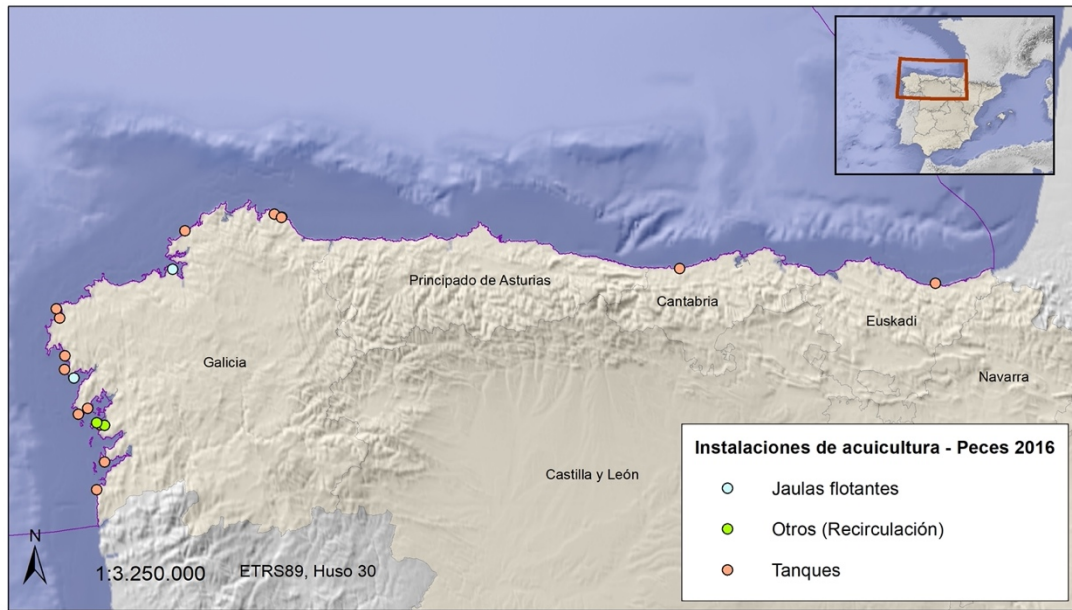 Principado de Asturias
Cantabria
Euskadi
Galicia
Navarra
Castilla y León
N
1:3.250.000
ETRS89, Huso 30
Instalaciones de acuicultura - Peces 2016
Jaulas flotantes
Otros (Recirculación)
Tanques